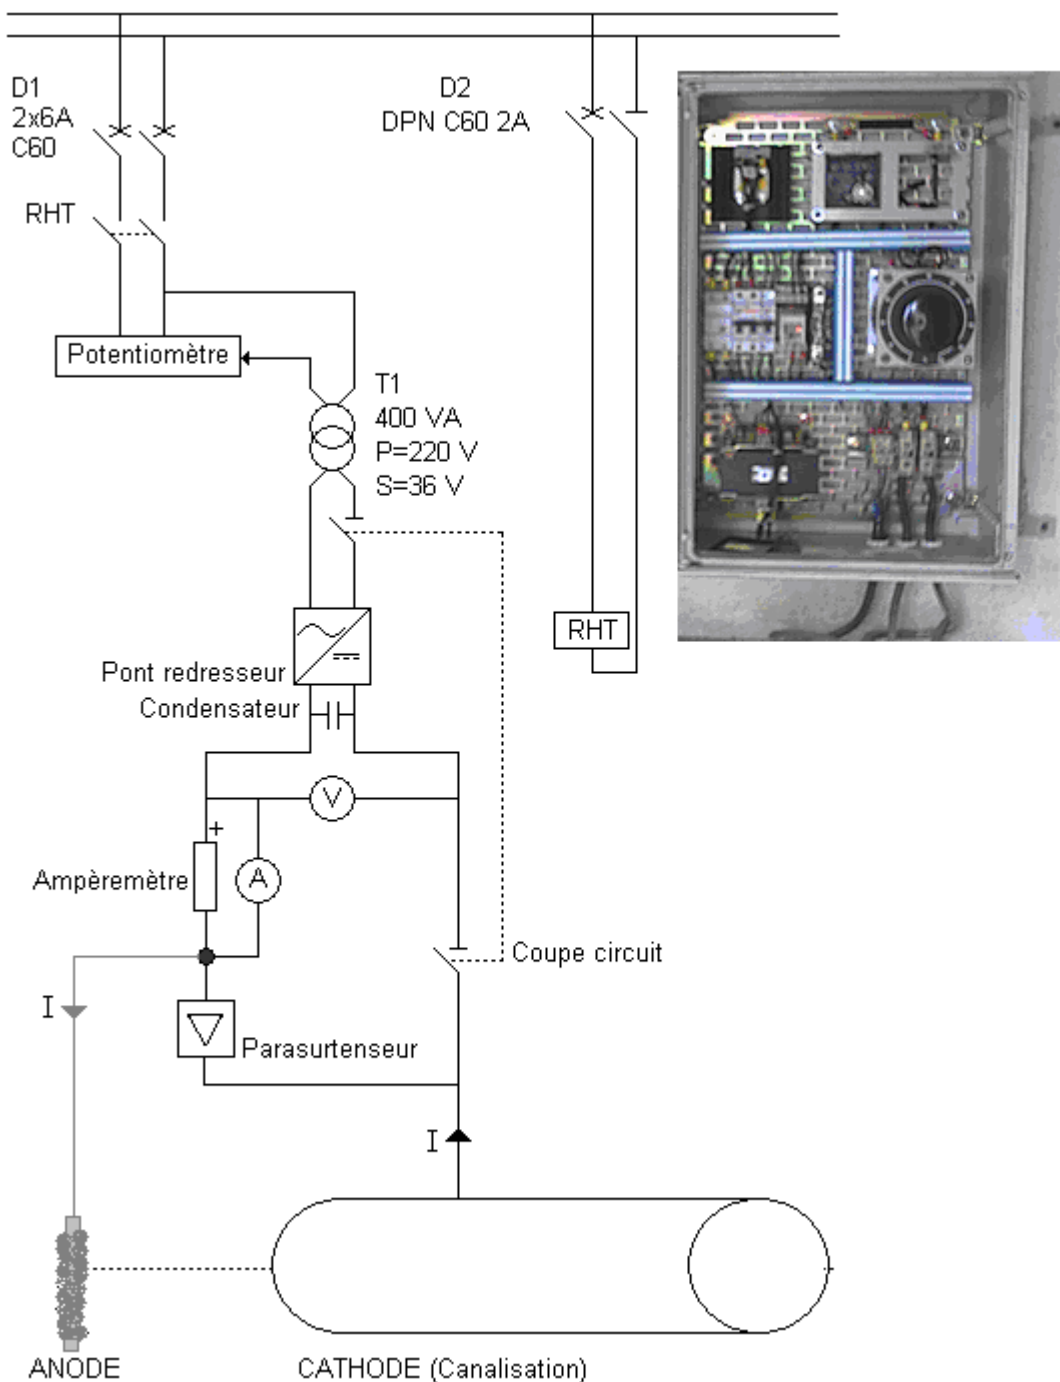 D1
2x6A
C60
D2
DPN C60 2A
RHT
Potentiomètre
T1
400 VA
P=220 V
S=36 V
RHT
Pont redresseur
Condensateur
V
+
Ampèremètre
A
Coupe circuit
I
Parasurtenseur
I
ANODE
CATHODE (Canalisation)